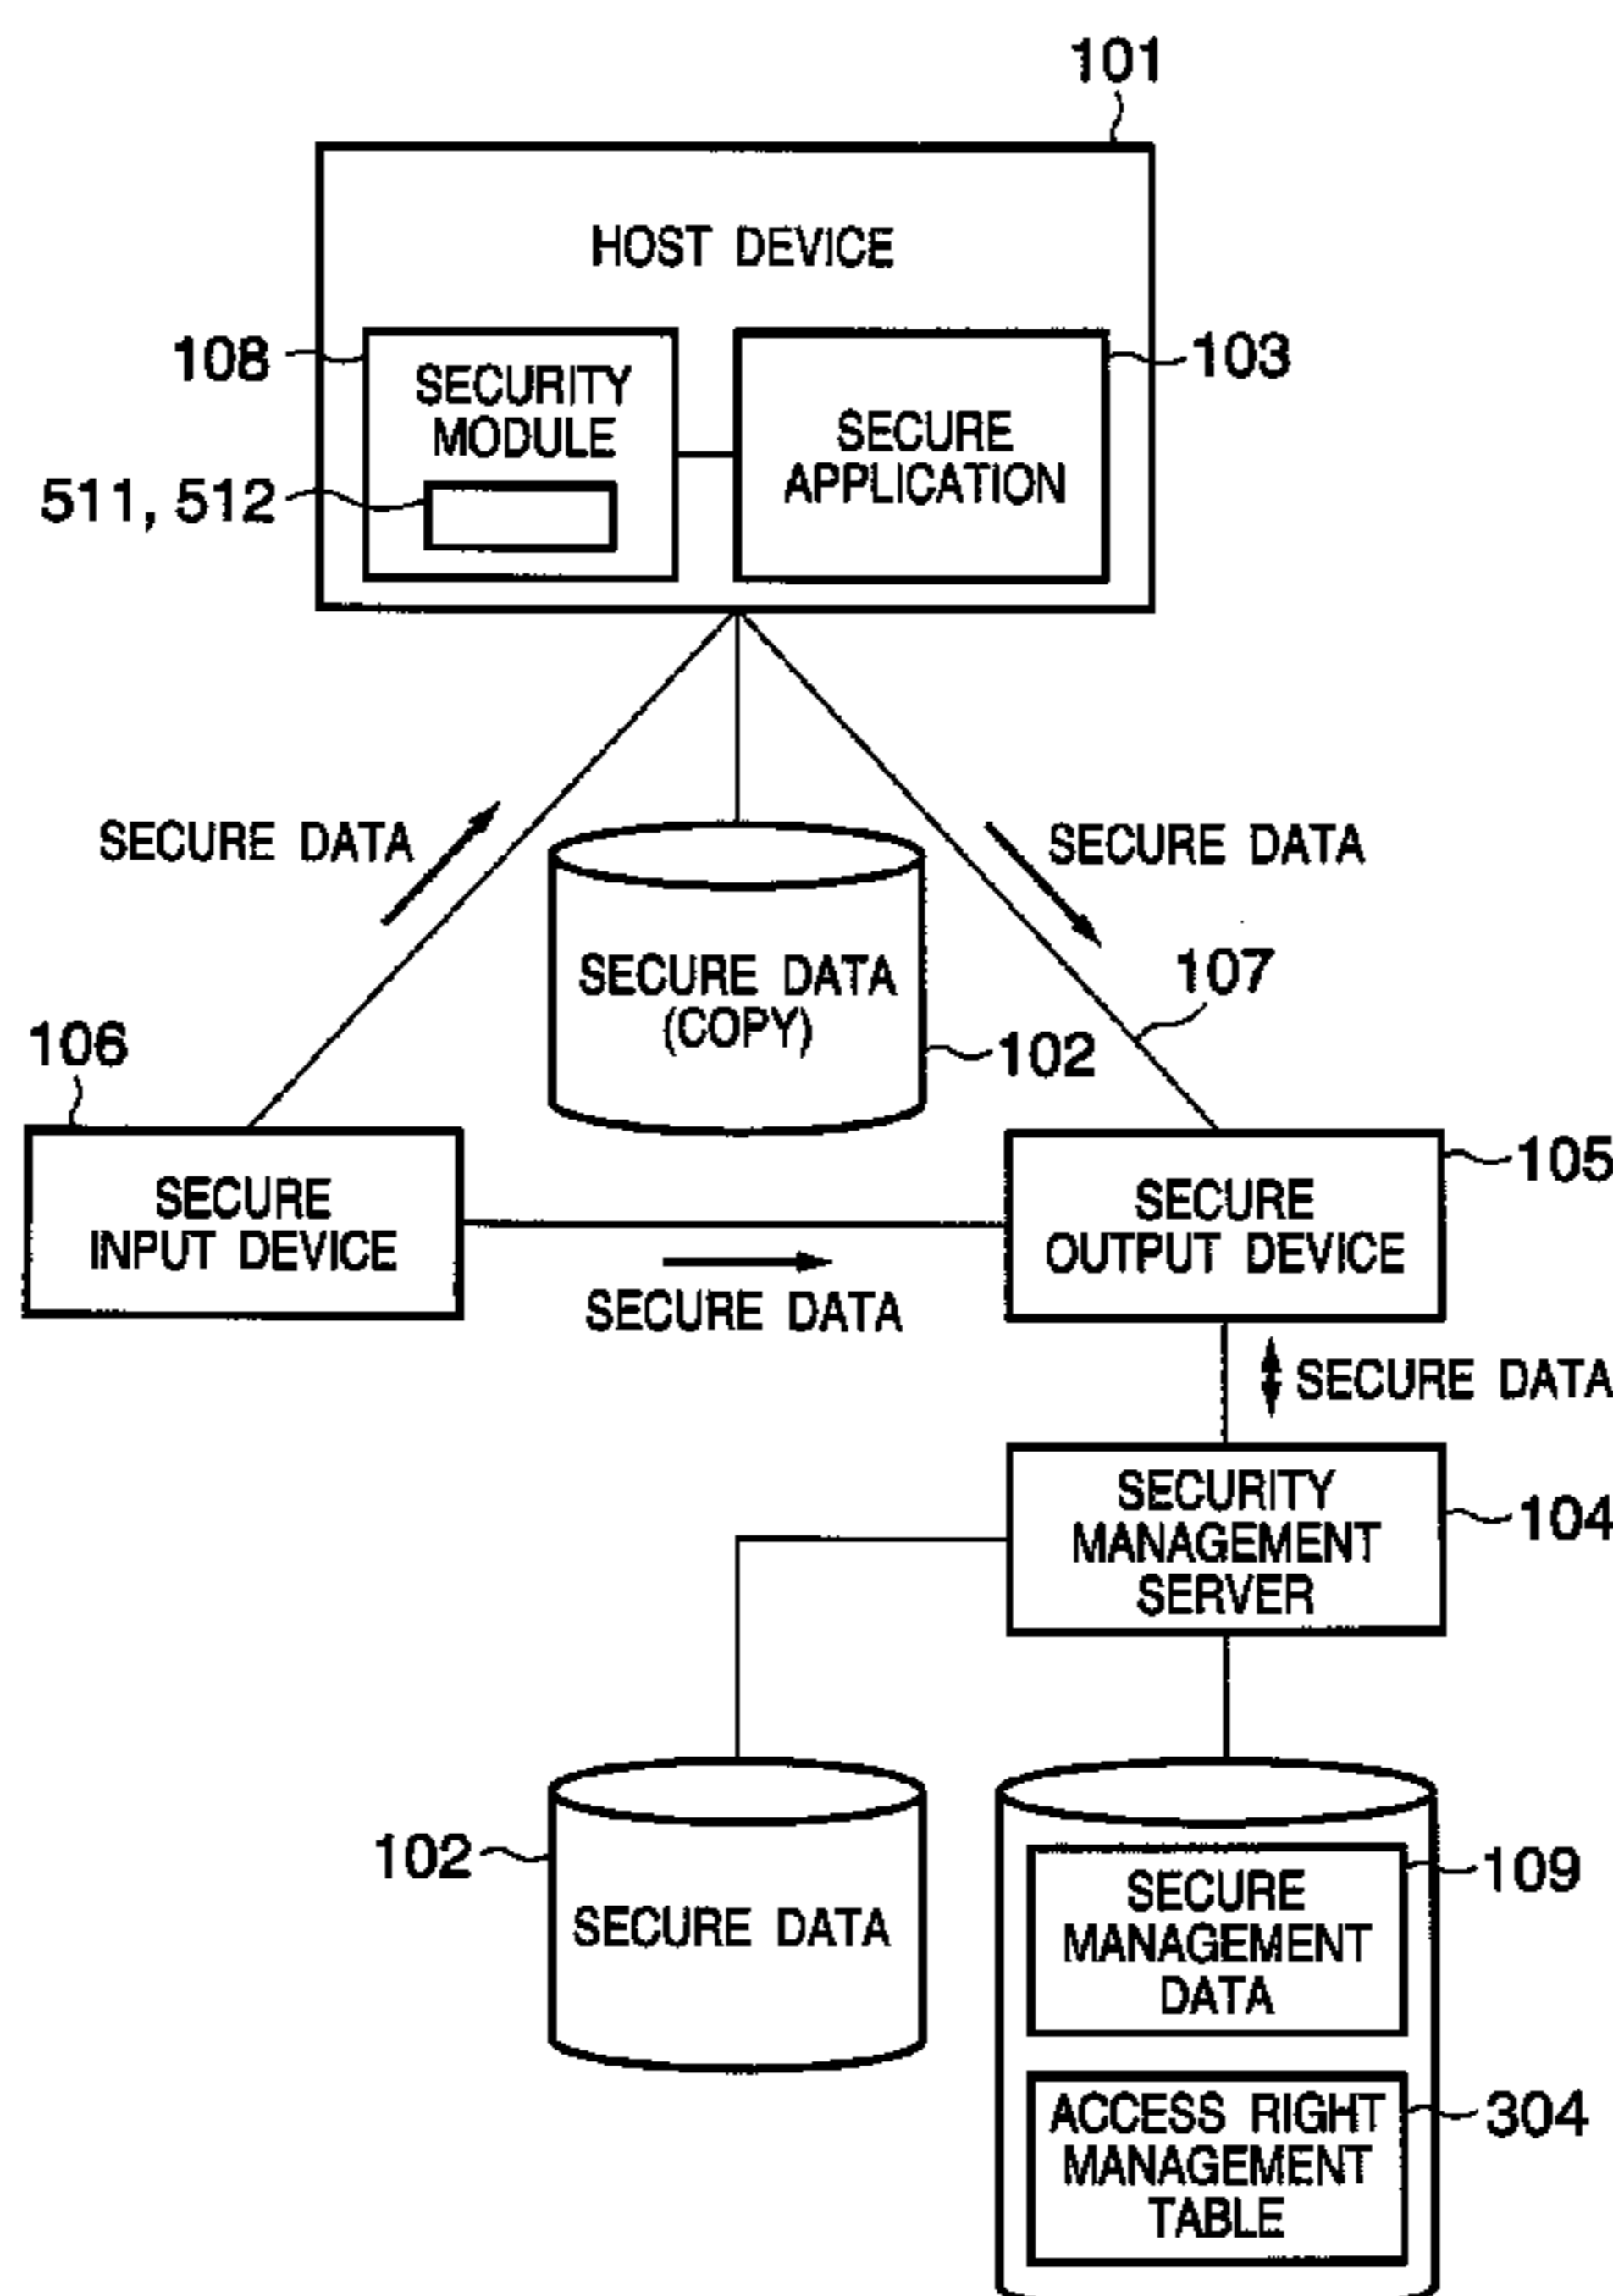 101
HOST DEVICE
108
SECURITY
MODULE
511, 512
SECURE
APPLICATION
103
SECURE DATA
SECURE DATA
107
SECURE DATA
(COPY)
102
106
SECURE
INPUT DEVICE
105
SECURE
OUTPUT DEVICE
SECURE DATA
SECURE DATA
SECURITY
MANAGEMENT
SERVER
104
102
SECURE DATA
SECURE
MANAGEMENT
DATA
109
ACCESS RIGHT
MANAGEMENT
TABLE
304